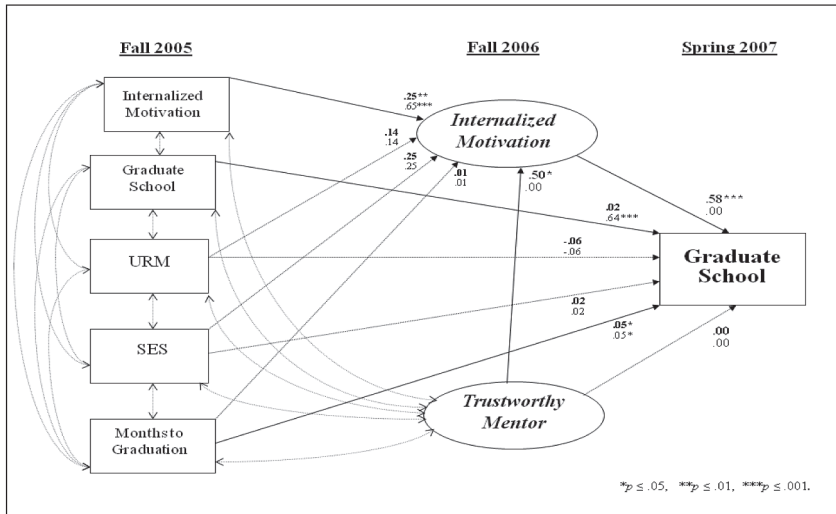 Fall 2005
Fall 2006
Spring 2007
Internalized
Motivation
Graduate
School
URM
SES
Months to
Graduation
.25**
.65***
.14
.14
.25
.25
.01
.01
Internalized
Motivation
.50*
.00
.58***
.00
.02
.64***
-.06
-.06
.02
.02
.05*
.05*
.00
.00
Graduate
School
Trustworthy
Mentor
*p ≤ .05, **p ≤ .01, ***p ≤ .001.